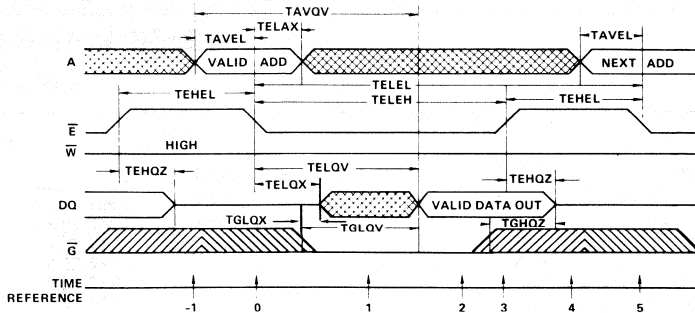 TAVQV
TAVEL TELAX TAVEL
A VALID ADD NEXT ADD
TEHEL TELEL
TELEH TEHEL
E
W HIGH
TEHQZ TELQV TEHQZ
TELQX
DQ VALID DATA OUT
TGLQX TGLQV TGHQZ
G
TIME
REFERENCE
-1 0 1 2 3 4 5